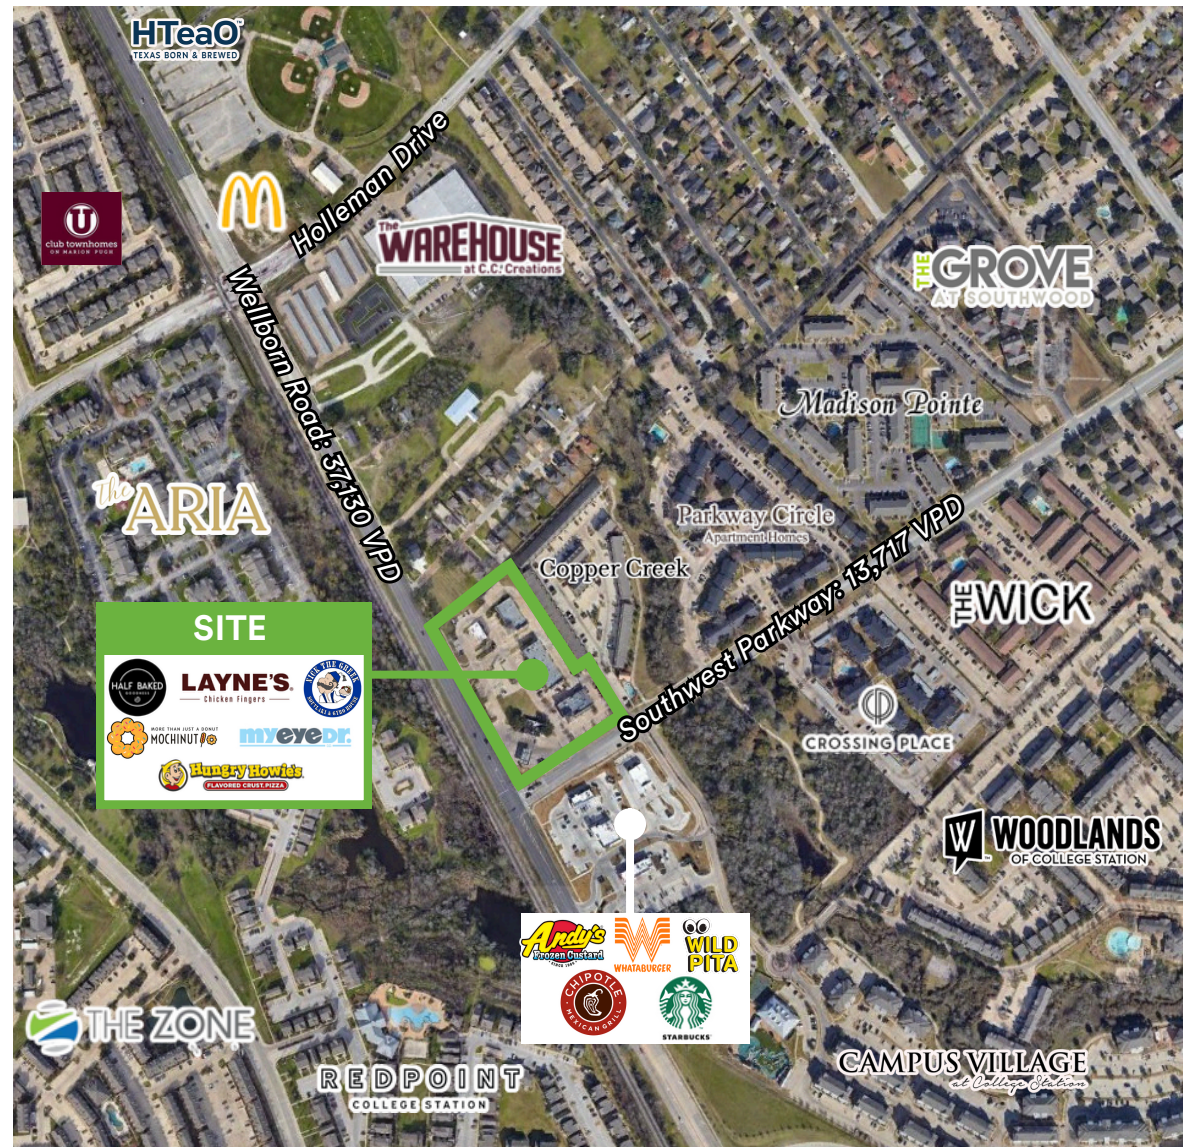 HTeaO
TEXAS BORN & BREWED
Holleman Drive
U
club townhomes
ON MARION PUGH
The
WAREHOUSE
at C.C. Creations
THE GROVE
AT SOUTHWOOD
Wellborn Road: 37,130 VPD
Madison Pointe
the
ARIA
Parkway Circle
Apartment Homes
Copper Creek
Southwest Parkway: 13,717 VPD
THE WICK
SITE
HALF BAKED
LAYNE'S
Chicken Fingers
NICK THE GREEK
SOUVLAKI & GYRO HOUSE
MORE THAN JUST A DONUT
MOCHINUT
myeyeDr.
Hungry Howie's
FLAVORED CRUST PIZZA
CROSSING PLACE
W WOODLANDS
OF COLLEGE STATION
Andy's
Frozen Custard
WHATABURGER
WILD
PITA
CHIPOTLE
MEXICAN GRILL
STARBUCKS
THE ZONE
REDPOINT
COLLEGE STATION
CAMPUS VILLAGE
at College Station